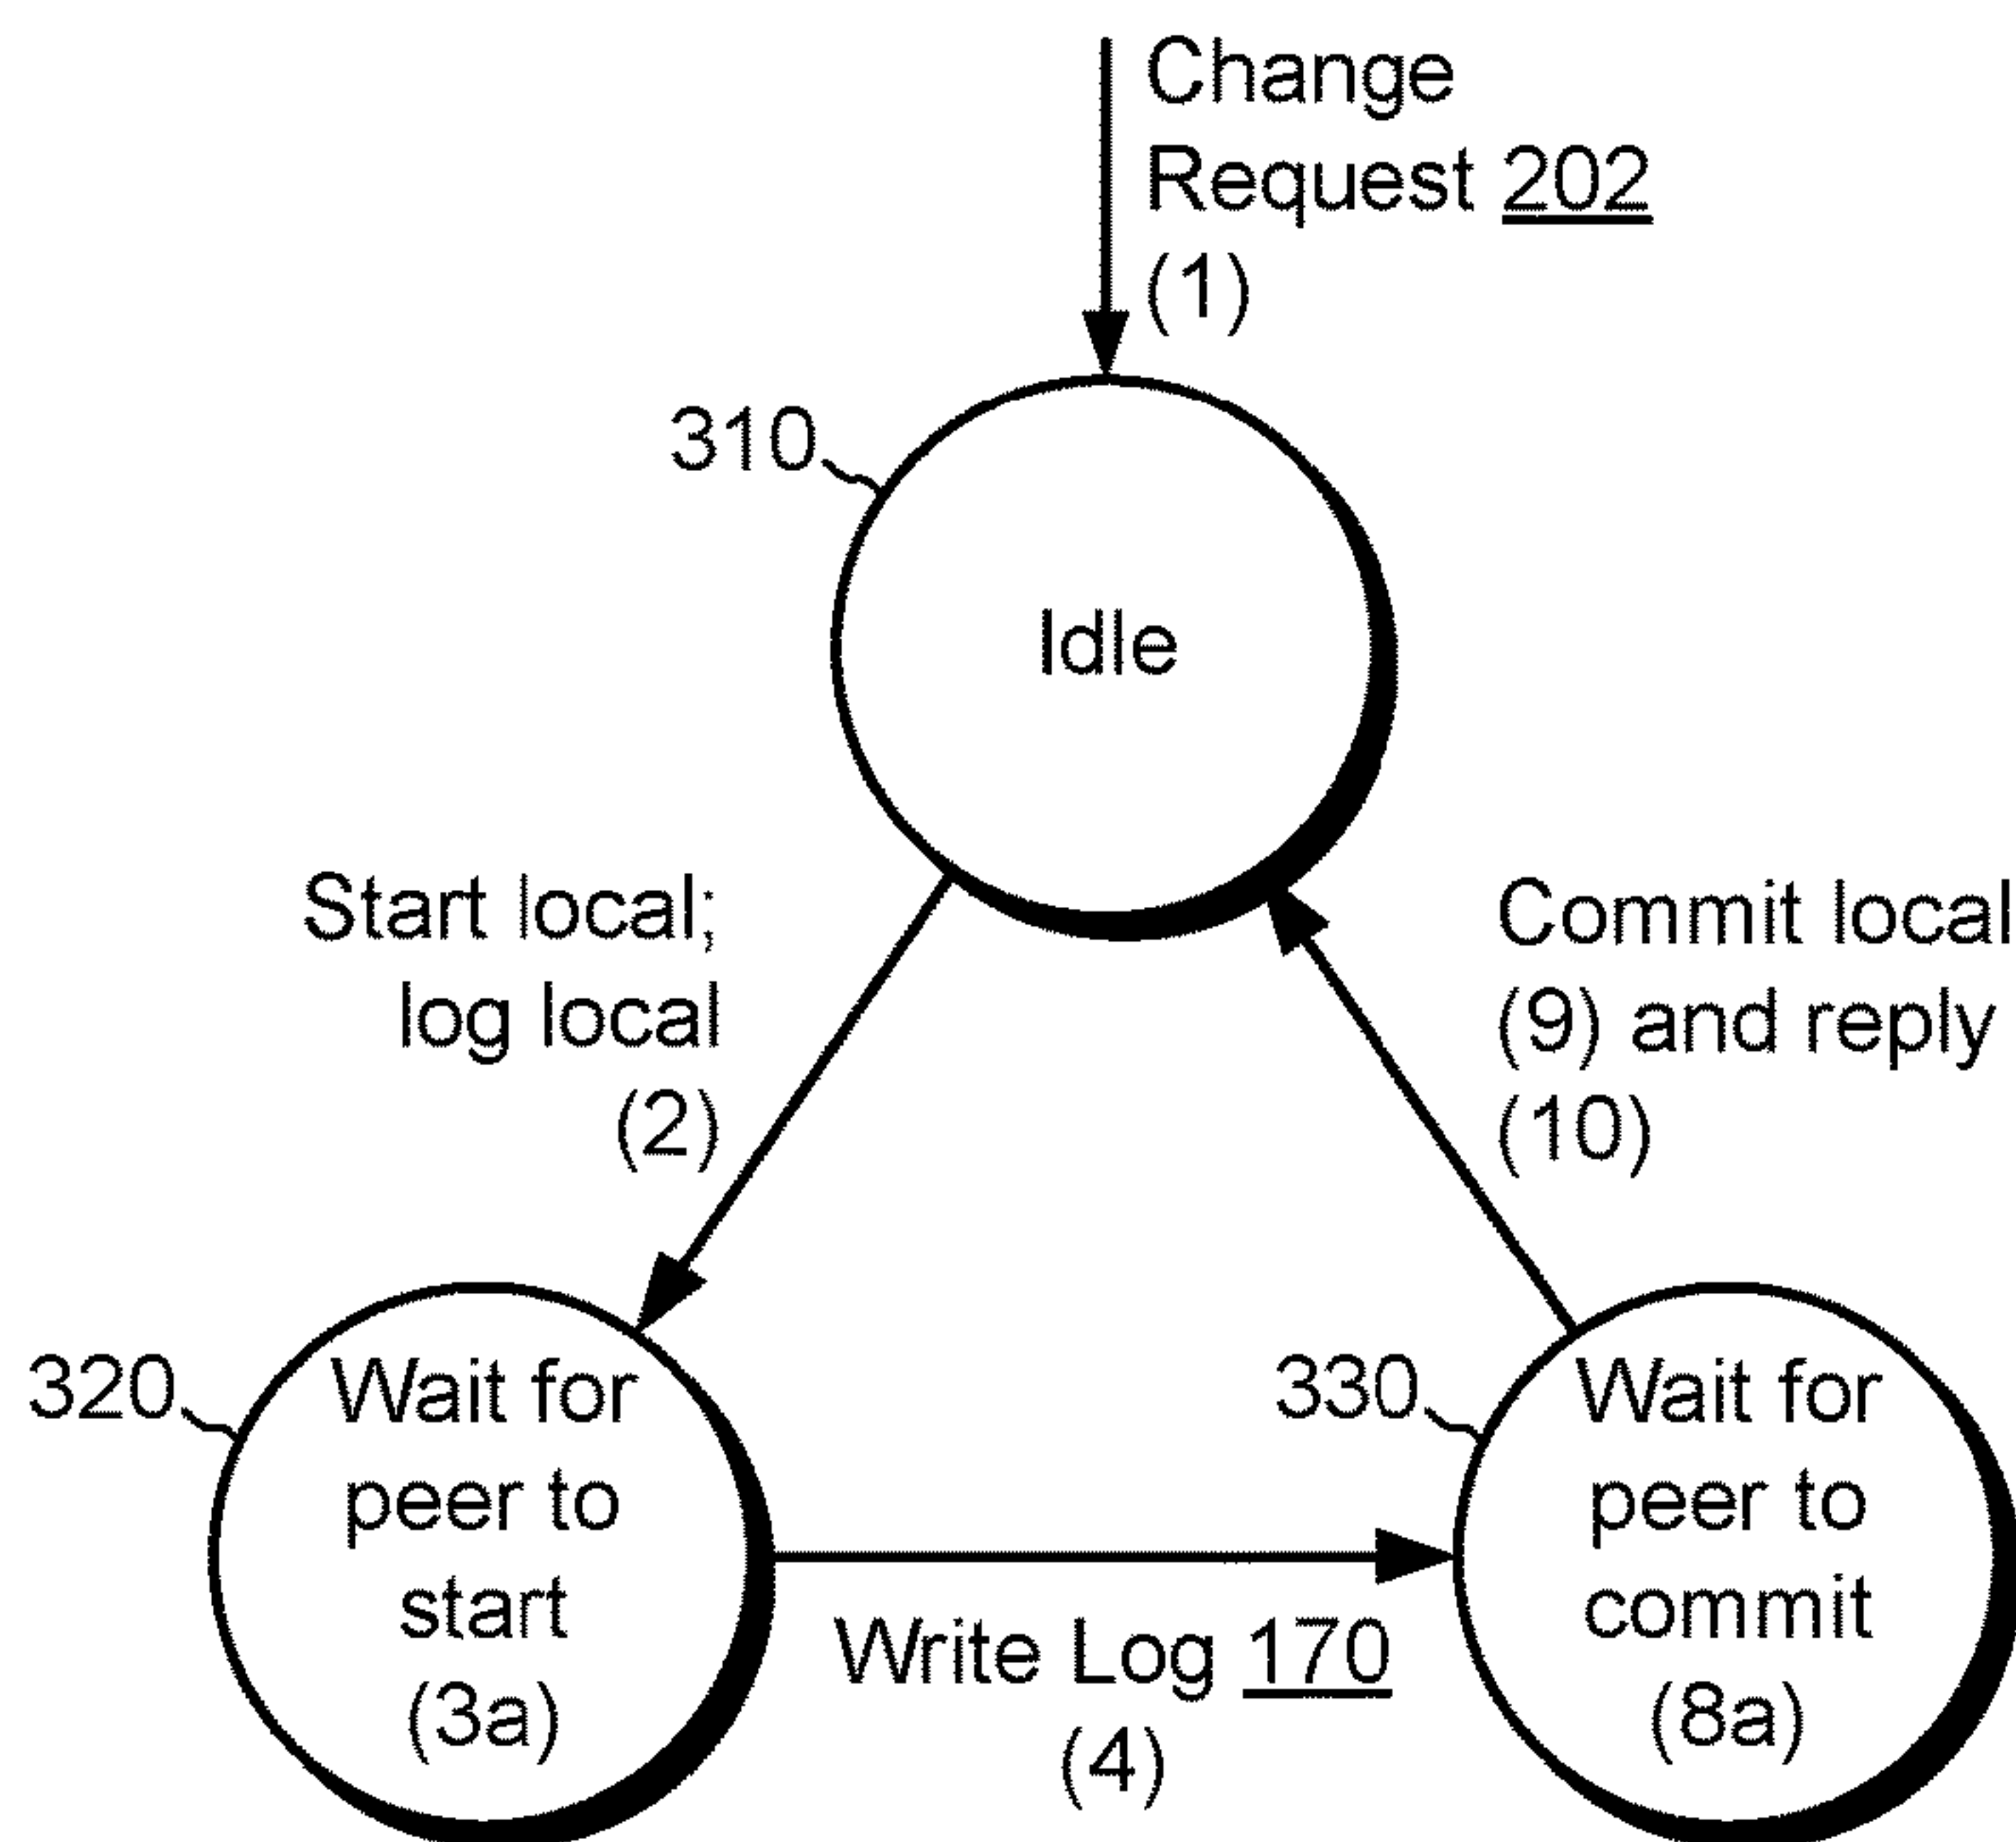 Change
Request 202
(1)
310
Idle
Start local;
log local
(2)
Commit local
(9) and reply
(10)
320
Wait for
peer to
start
(3a)
330
Wait for
peer to
commit
(8a)
Write Log 170
(4)